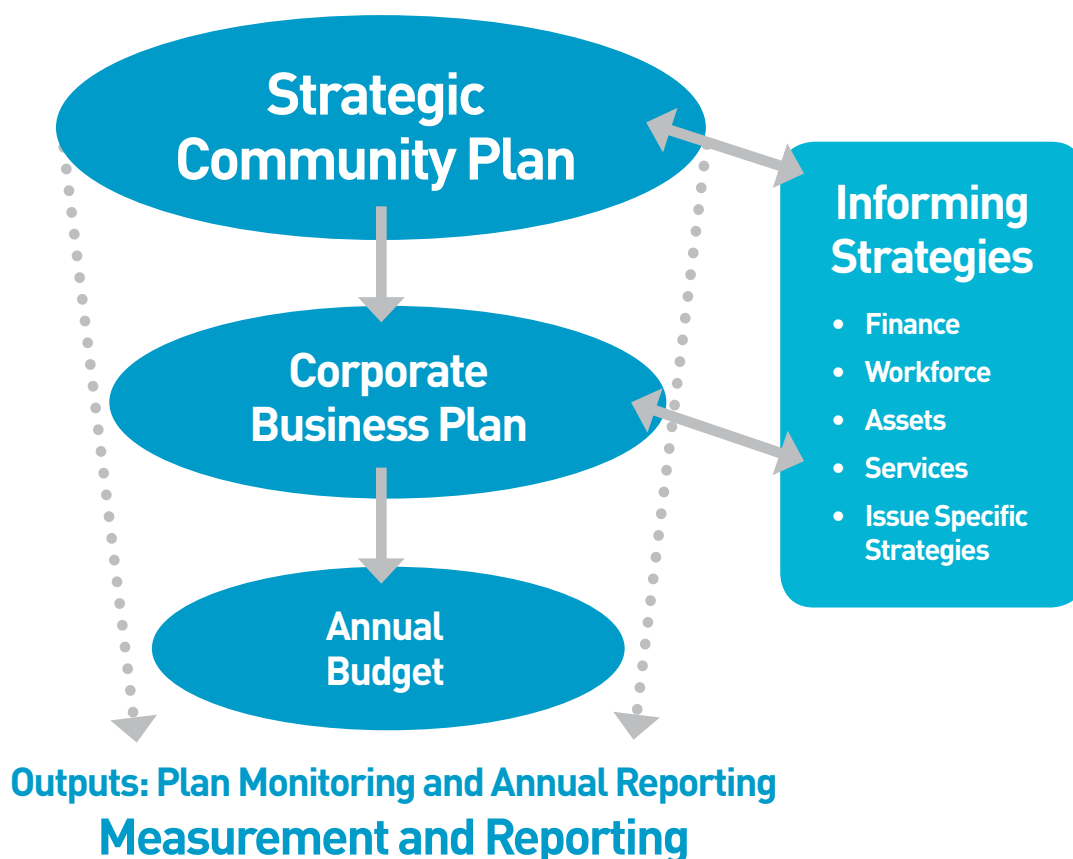 Strategic
Community Plan
Informing
Strategies
• Finance
• Workforce
• Assets
• Services
• Issue Specific
Strategies
Corporate
Business Plan
Annual
Budget
Outputs: Plan Monitoring and Annual Reporting
Measurement and Reporting